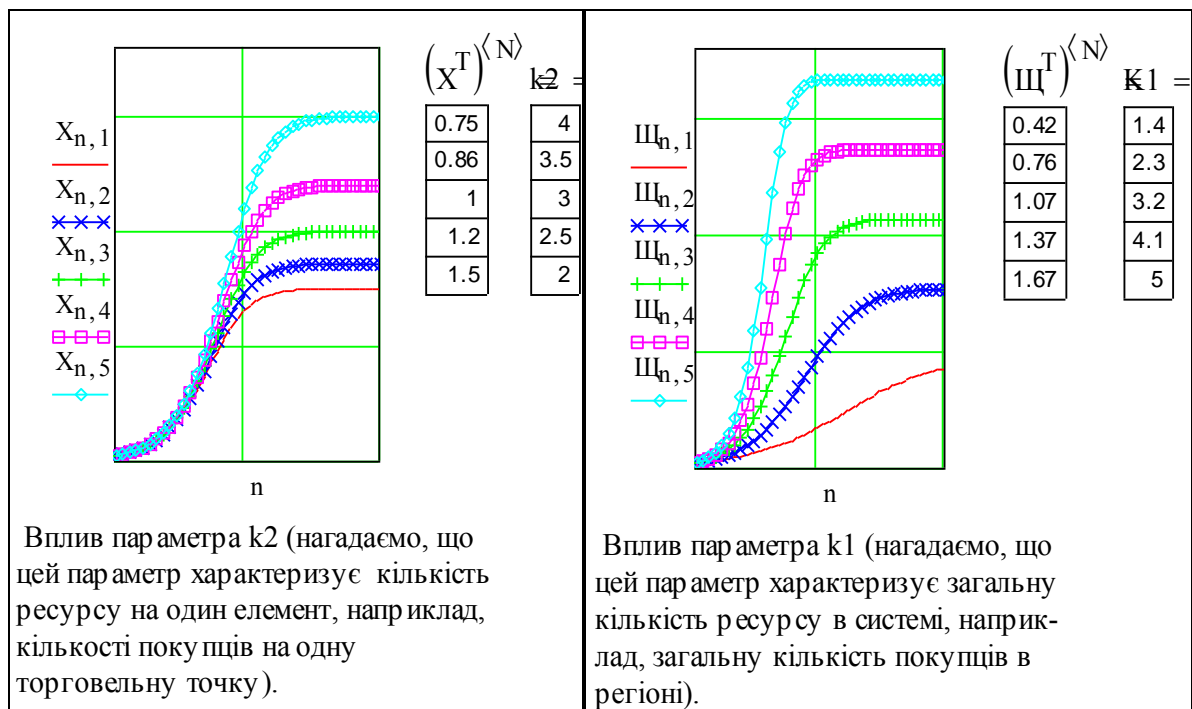 (X^T)^⟨N⟩ = k2 =
X_n,1
X_n,2
X_n,3
X_n,4
X_n,5
0.75 4
0.86 3.5
1 3
1.2 2.5
1.5 2
n
Вплив параметра k2 (нагадаємо, що
цей параметр характеризує кількість
ресурсу на один елемент, наприклад,
кількості покупців на одну
торговельну точку).
(Щ^T)^⟨N⟩ = K1 =
Щ_n,1
Щ_n,2
Щ_n,3
Щ_n,4
Щ_n,5
0.42 1.4
0.76 2.3
1.07 3.2
1.37 4.1
1.67 5
n
Вплив параметра k1 (нагадаємо, що
цей параметр характеризує загальну
кількість ресурсу в системі, наприк-
лад, загальну кількість покупців в
регіоні).